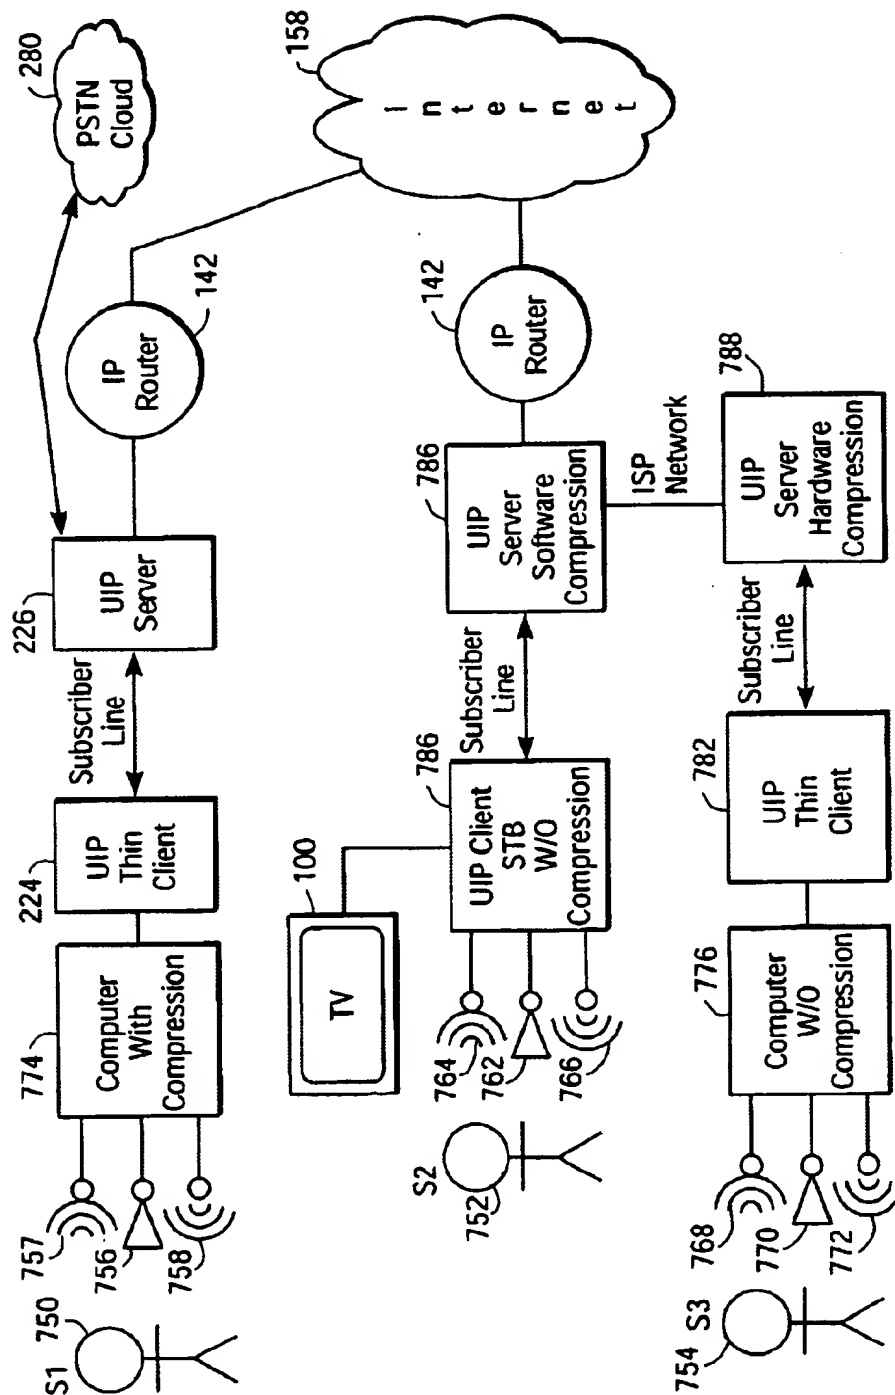 S1
750
757
756
758
774
Computer
With
Compression
224
UIP
Thin
Client
Subscriber
Line
226
UIP
Server
IP
Router
142
280
PSTN
Cloud
158
Internet
S2
752
764
762
766
100
TV
786
UIP Client
STB
W/O
Compression
Subscriber
Line
786
UIP
Server
Software
Compression
IP
Router
142
ISP
Network
S3
754
768
770
772
776
Computer
W/O
Compression
782
UIP
Thin
Client
Subscriber
Line
788
UIP
Server
Hardware
Compression